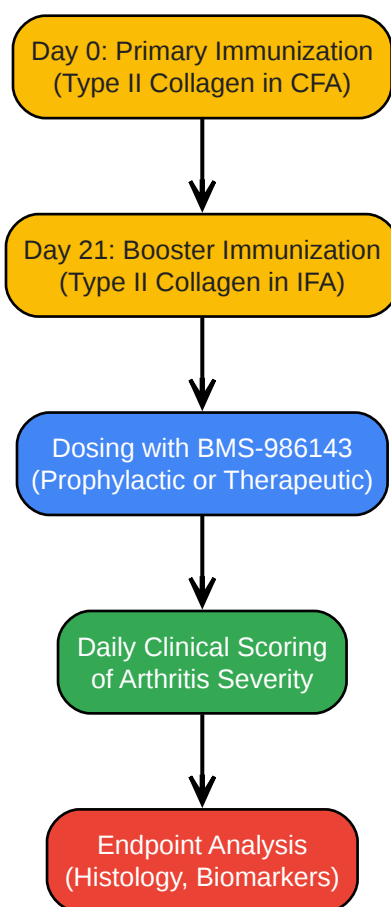 Day 0: Primary Immunization
(Type II Collagen in CFA)
Day 21: Booster Immunization
(Type II Collagen in IFA)
Dosing with BMS-986143
(Prophylactic or Therapeutic)
Daily Clinical Scoring
of Arthritis Severity
Endpoint Analysis
(Histology, Biomarkers)